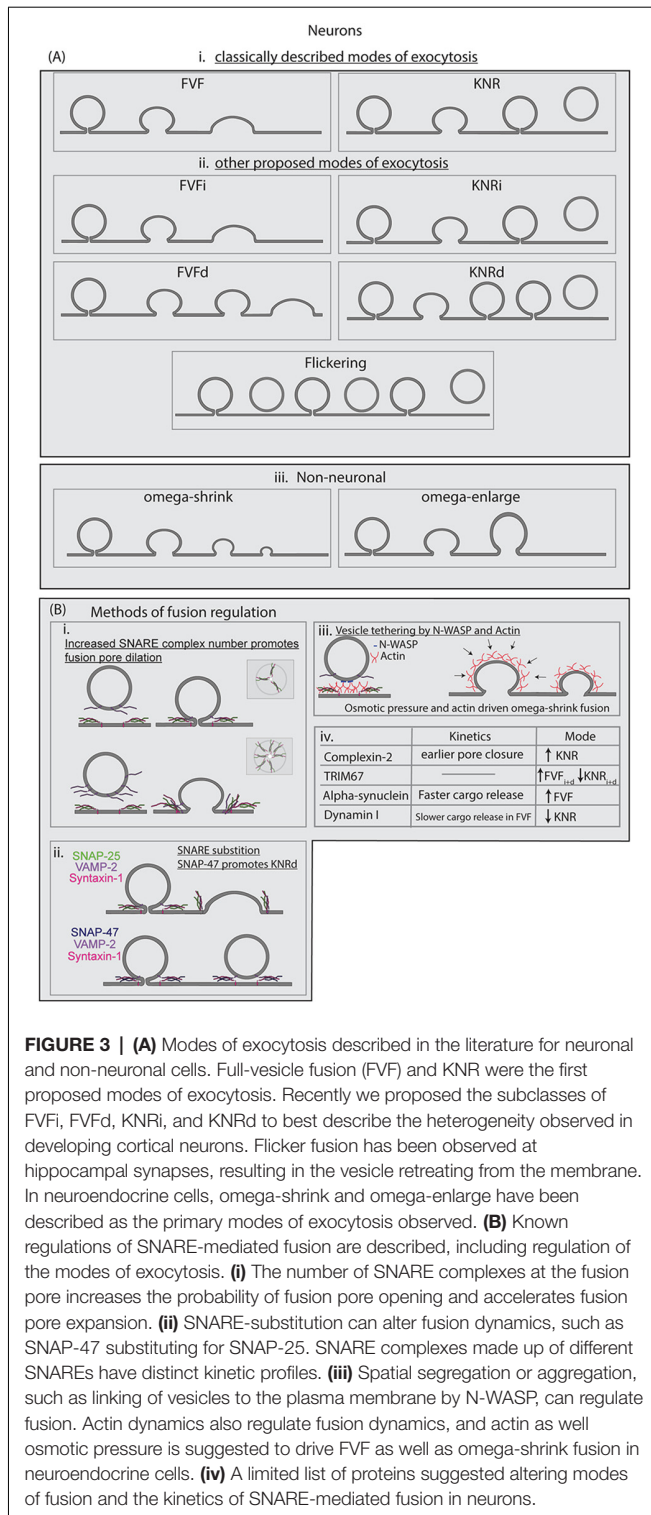 Neurons
(A)
i. classically described modes of exocytosis
FVF
KNR
ii. other proposed modes of exocytosis
FVFi
KNRi
FVFd
KNRd
Flickering
iii. Non-neuronal
omega-shrink
omega-enlarge
(B) Methods of fusion regulation
i.
Increased SNARE complex number promotes
fusion pore dilation
iii. Vesicle tethering by N-WASP and Actin
N-WASP
Actin
Osmotic pressure and actin driven omega-shrink fusion
iv. Kinetics Mode
Complexin-2 earlier pore closure ↑ KNR
TRIM67 ——— ↑FVFi+d ↓KNRi+d
Alpha-synuclein Faster cargo release ↑ FVF
Dynamin I Slower cargo release in FVF ↓ KNR
ii.
SNARE substition
SNAP-47 promotes KNRd
SNAP-25
VAMP-2
Syntaxin-1
SNAP-47
VAMP-2
Syntaxin-1
FIGURE 3 | (A) Modes of exocytosis described in the literature for neuronal
and non-neuronal cells. Full-vesicle fusion (FVF) and KNR were the first
proposed modes of exocytosis. Recently we proposed the subclasses of
FVFi, FVFd, KNRi, and KNRd to best describe the heterogeneity observed in
developing cortical neurons. Flicker fusion has been observed at
hippocampal synapses, resulting in the vesicle retreating from the membrane.
In neuroendocrine cells, omega-shrink and omega-enlarge have been
described as the primary modes of exocytosis observed. (B) Known
regulations of SNARE-mediated fusion are described, including regulation of
the modes of exocytosis. (i) The number of SNARE complexes at the fusion
pore increases the probability of fusion pore opening and accelerates fusion
pore expansion. (ii) SNARE-substitution can alter fusion dynamics, such as
SNAP-47 substituting for SNAP-25. SNARE complexes made up of different
SNAREs have distinct kinetic profiles. (iii) Spatial segregation or aggregation,
such as linking of vesicles to the plasma membrane by N-WASP, can regulate
fusion. Actin dynamics also regulate fusion dynamics, and actin as well
osmotic pressure is suggested to drive FVF as well as omega-shrink fusion in
neuroendocrine cells. (iv) A limited list of proteins suggested altering modes
of fusion and the kinetics of SNARE-mediated fusion in neurons.